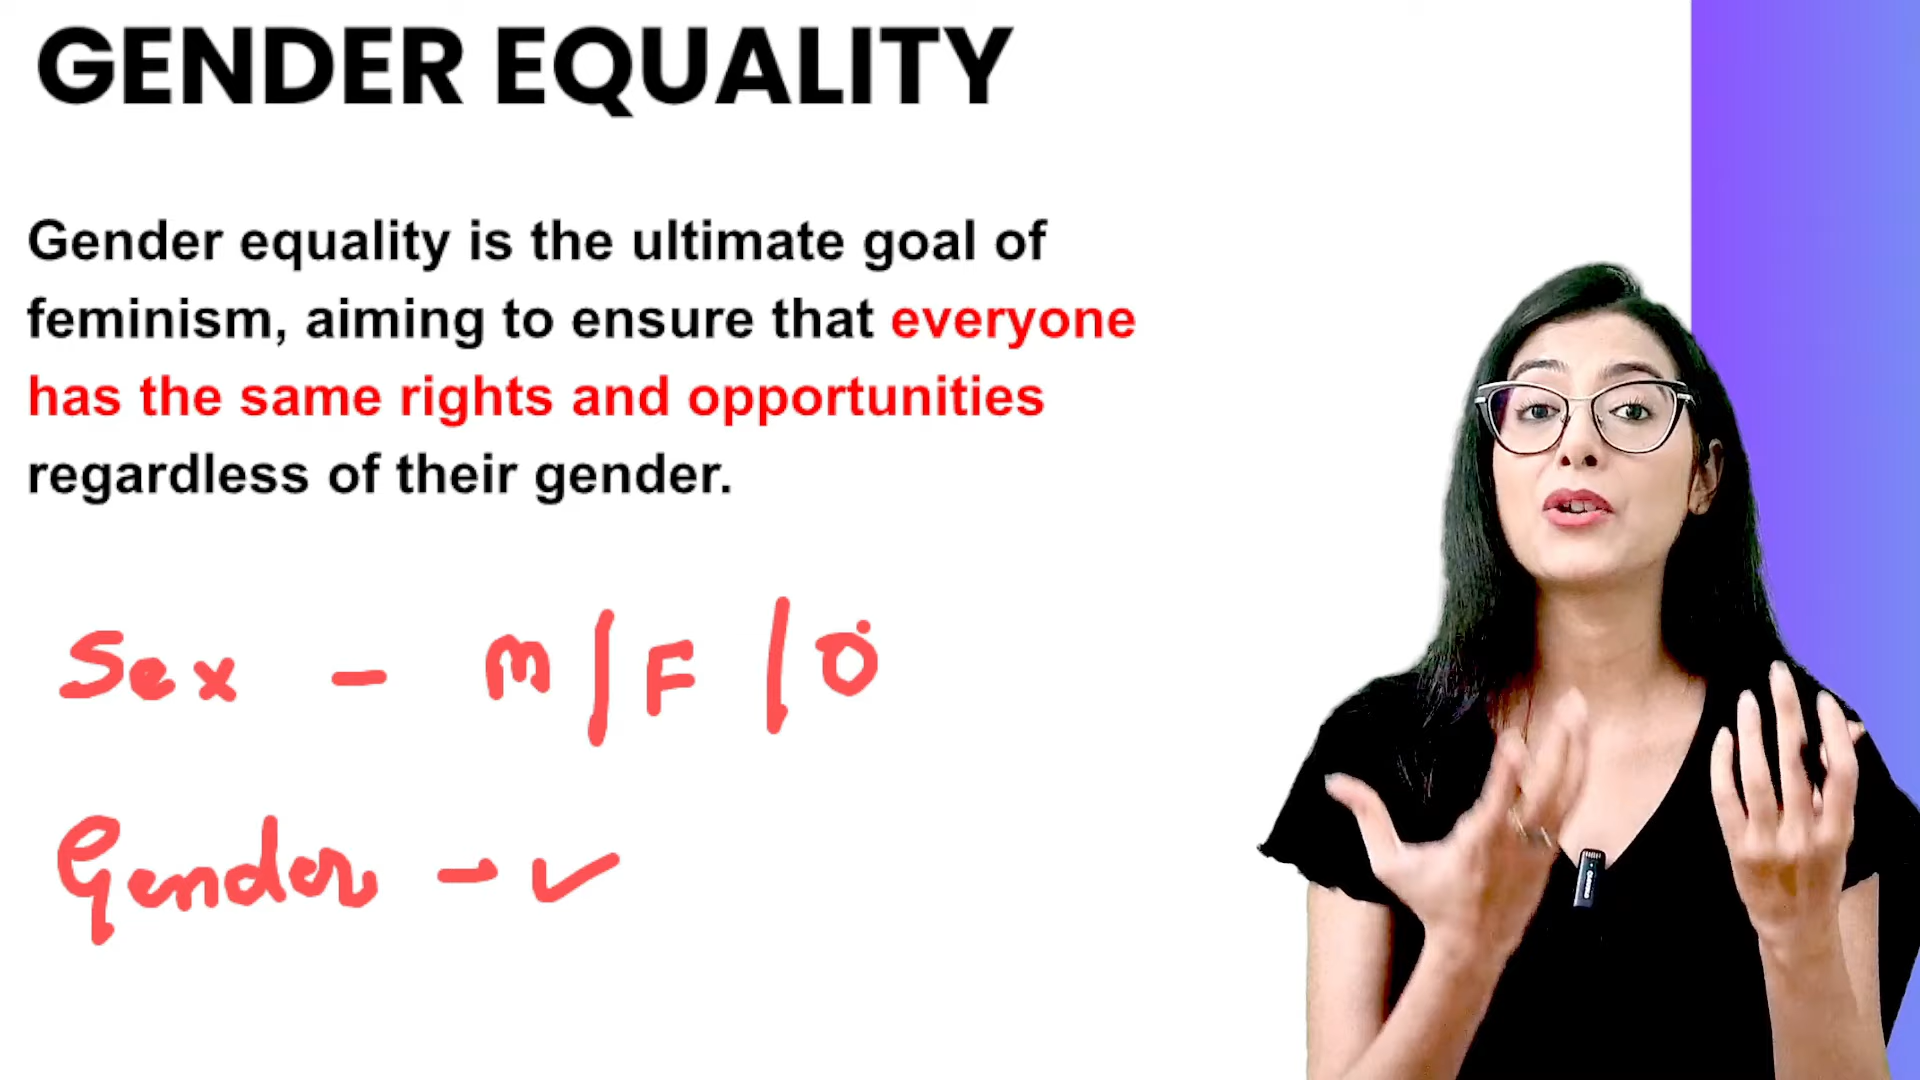 GENDER EQUALITY
Gender equality is the ultimate goal of
feminism, aiming to ensure that everyone
has the same rights and opportunities
regardless of their gender.
Sex - M / F / O
Gender - ✓